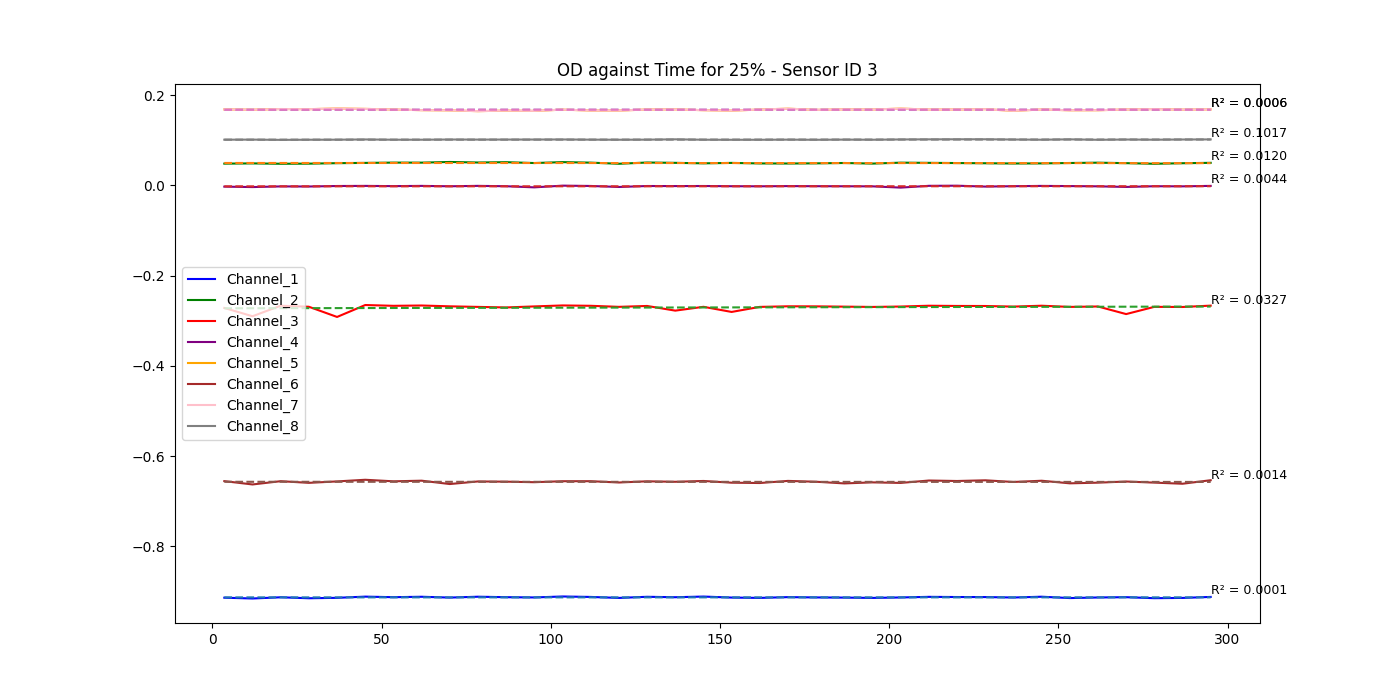 OD against Time for 25% - Sensor ID 3
0.2
R² = 0.0006
R² = 0.1017
R² = 0.0120
0.0
R² = 0.0044
−0.2
Channel_1
Channel_2
R² = 0.0327
Channel_3
Channel_4
−0.4
Channel_5
Channel_6
Channel_7
Channel_8
−0.6
R² = 0.0014
−0.8
R² = 0.0001
0 50 100 150 200 250 300